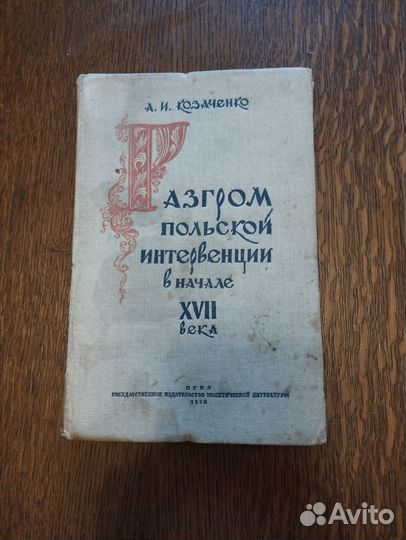 А. И. КОЗАЧЕНКО
РАЗГРОМ
ПОЛЬСКОЙ
ИНТЕРВЕНЦИИ
В НАЧАЛЕ
XVII
ВЕКА
ОГИЗ
ГОСУДАРСТВЕННОЕ ИЗДАТЕЛЬСТВО ПОЛИТИЧЕСКОЙ ЛИТЕРАТУРЫ
Avito